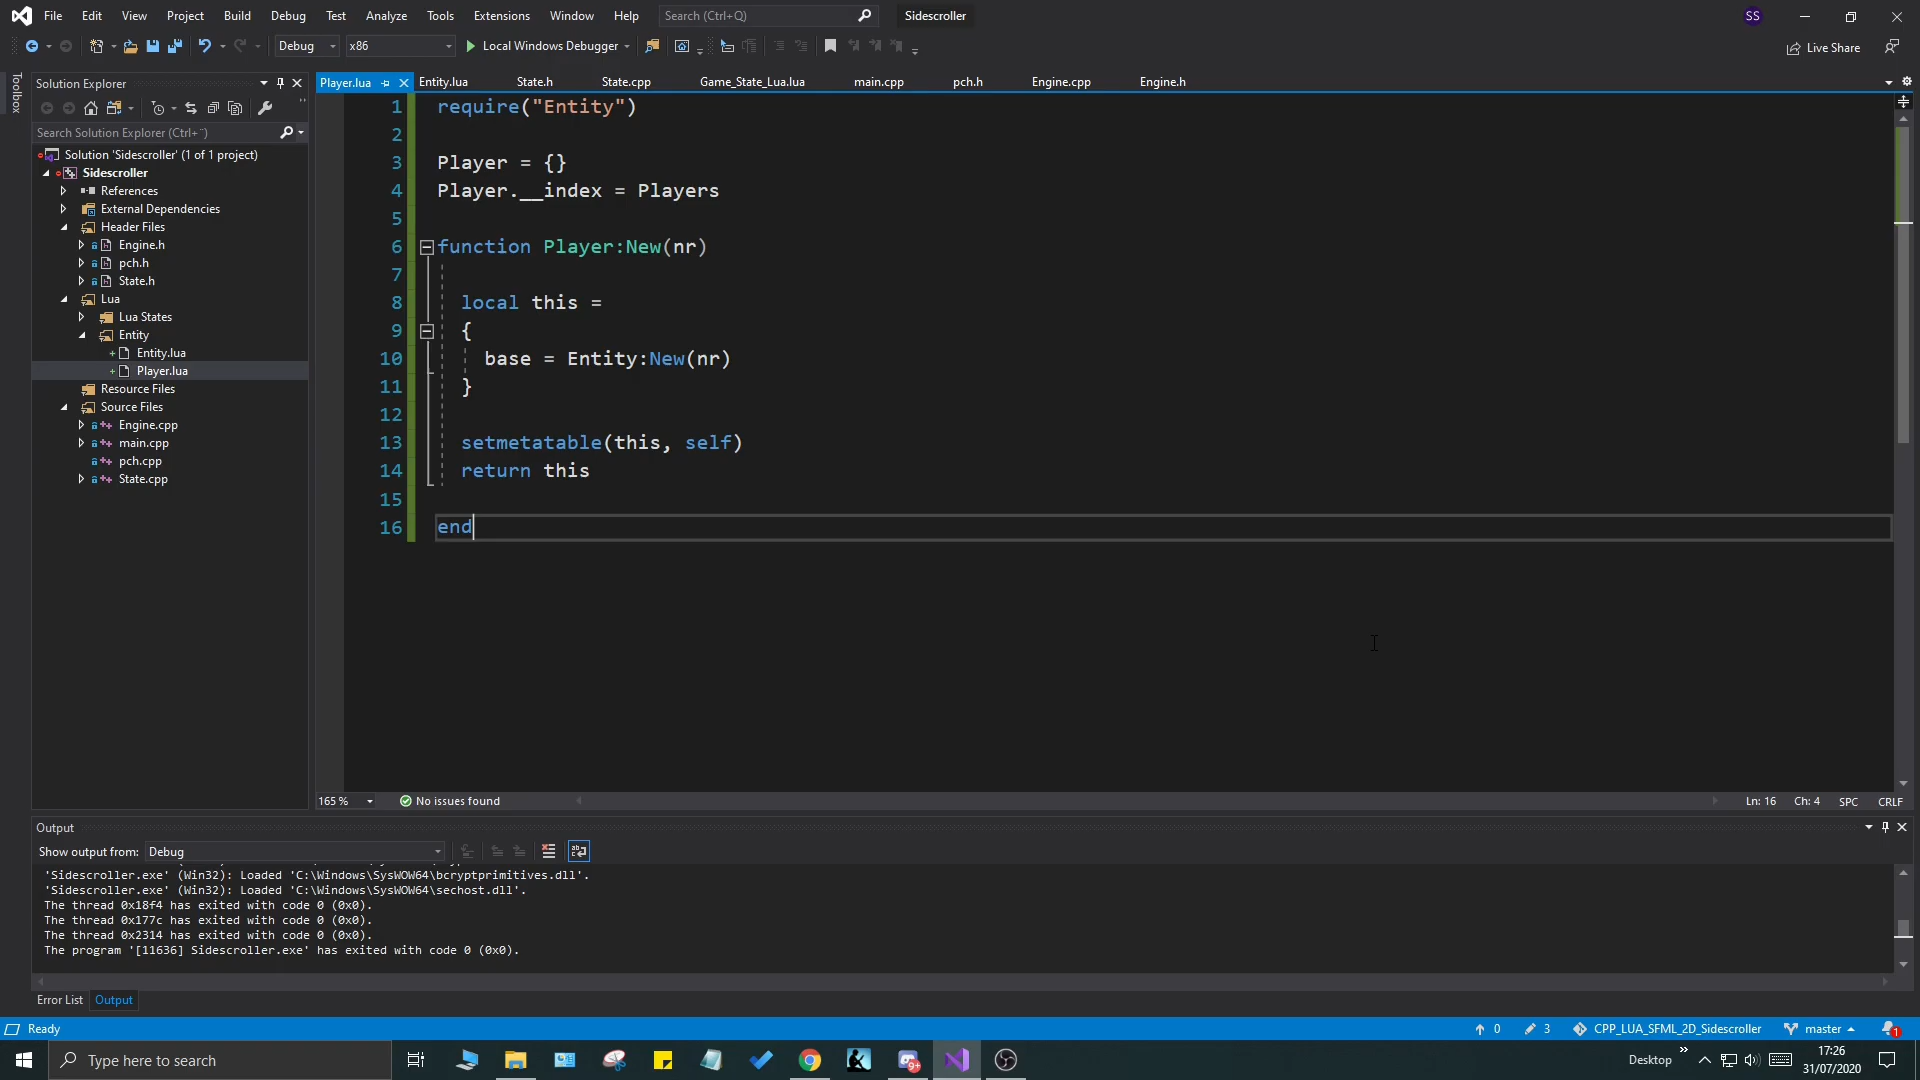 File Edit View Project Build Debug Test Analyze Tools Extensions Window Help Search (Ctrl+Q) Sidescroller SS
Debug x86 Local Windows Debugger Live Share
Toolbox
Solution Explorer
Search Solution Explorer (Ctrl+¨)
Solution 'Sidescroller' (1 of 1 project)
Sidescroller
References
External Dependencies
Header Files
Engine.h
pch.h
State.h
Lua
Lua States
Entity
Entity.lua
Player.lua
Resource Files
Source Files
Engine.cpp
main.cpp
pch.cpp
State.cpp
Player.lua Entity.lua State.h State.cpp Game_State_Lua.lua main.cpp pch.h Engine.cpp Engine.h
1 require("Entity")
2
3 Player = {}
4 Player.__index = Players
5
6 function Player:New(nr)
7
8 local this =
9 {
10 base = Entity:New(nr)
11 }
12
13 setmetatable(this, self)
14 return this
15
16 end
165 % No issues found Ln: 16 Ch: 4 SPC CRLF
Output
Show output from: Debug
'Sidescroller.exe' (Win32): Loaded 'C:\Windows\SysWOW64\bcryptprimitives.dll'.
'Sidescroller.exe' (Win32): Loaded 'C:\Windows\SysWOW64\sechost.dll'.
The thread 0x18f4 has exited with code 0 (0x0).
The thread 0x177c has exited with code 0 (0x0).
The thread 0x2314 has exited with code 0 (0x0).
The program '[11636] Sidescroller.exe' has exited with code 0 (0x0).
Error List Output
Ready 0 3 CPP_LUA_SFML_2D_Sidescroller master 1
Type here to search 9+ Desktop 17:26
31/07/2020